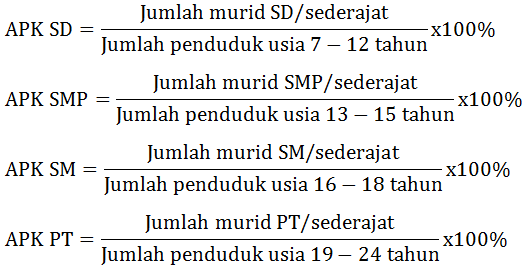 APK SD = Jumlah murid SD/sederajat / Jumlah penduduk usia 7 − 12 tahun x100%
APK SMP = Jumlah murid SMP/sederajat / Jumlah penduduk usia 13 − 15 tahun x100%
APK SM = Jumlah murid SM/sederajat / Jumlah penduduk usia 16 − 18 tahun x100%
APK PT = Jumlah murid PT/sederajat / Jumlah penduduk usia 19 − 24 tahun x100%